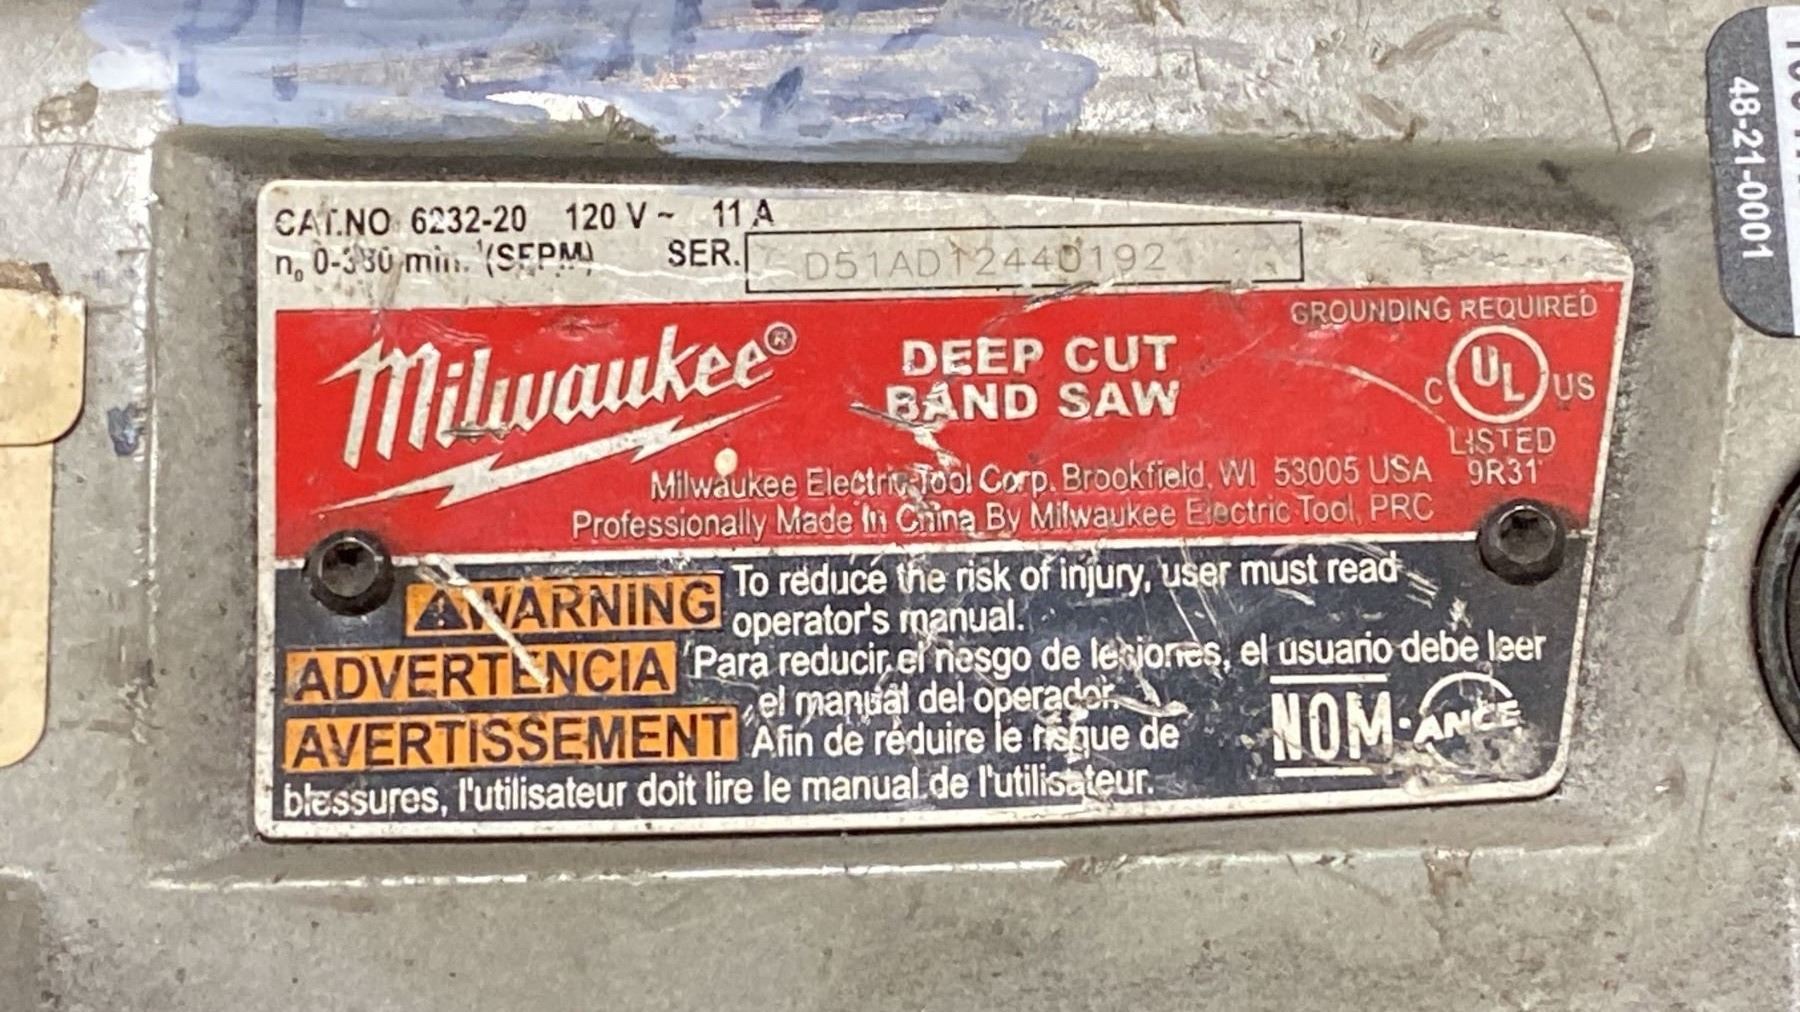 CAT.NO 6232-20 120 V ~ 11 A
n₀ 0-380 min.⁻¹(SFPM) SER. D51AD12440192
GROUNDING REQUIRED
Milwaukee®
DEEP CUT
BAND SAW
C UL US
LISTED
9R31
Milwaukee Electric Tool Corp. Brookfield, WI 53005 USA
Professionally Made In China By Milwaukee Electric Tool, PRC
WARNING To reduce the risk of injury, user must read
operator's manual.
ADVERTENCIA Para reducir el riesgo de lesiones, el usuario debe leer
el manual del operador.
AVERTISSEMENT Afin de réduire le risque de
blessures, l'utilisateur doit lire le manual de l'utilisateur.
NOM-ANCE
48-21-0001